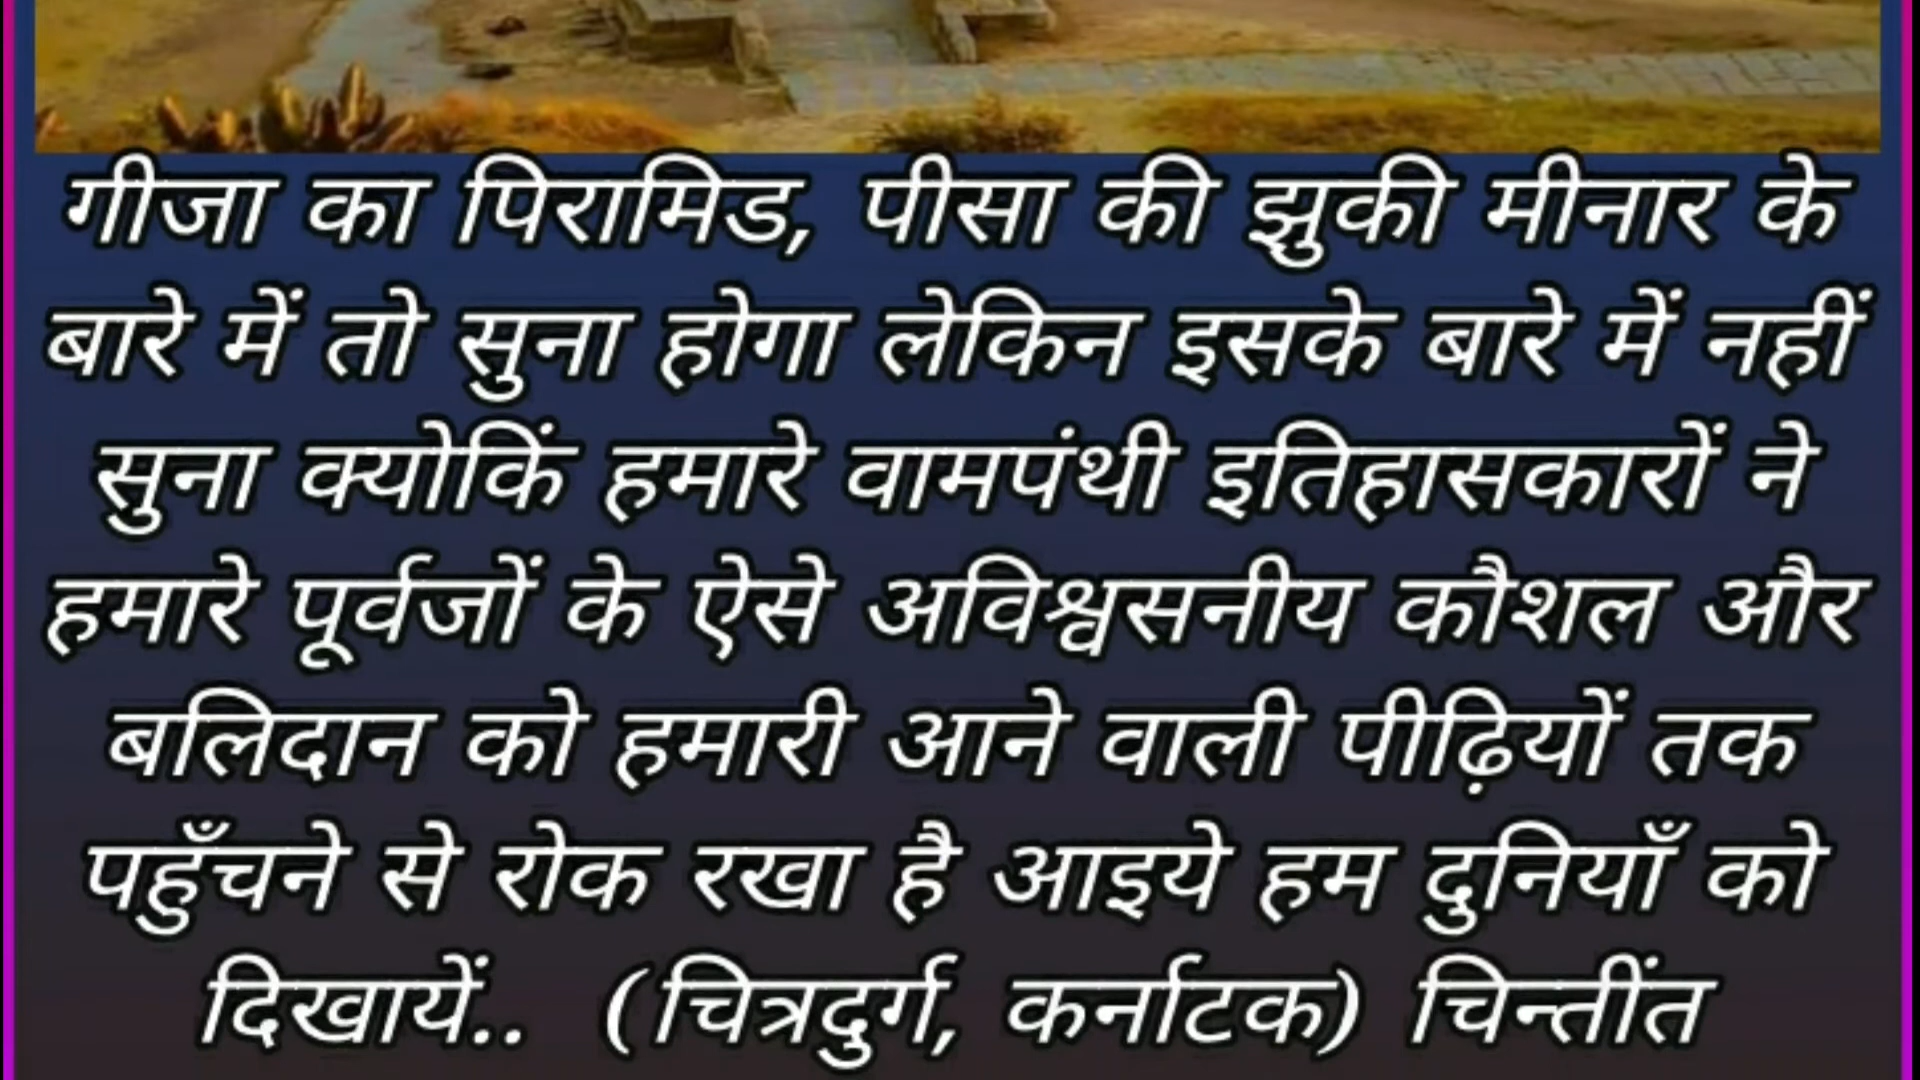 गीजा का पिरामिड, पीसा की झुकी मीनार के
बारे में तो सुना होगा लेकिन इसके बारे में नहीं
सुना क्योकिं हमारे वामपंथी इतिहासकारों ने
हमारे पूर्वजों के ऐसे अविश्वसनीय कौशल और
बलिदान को हमारी आने वाली पीढ़ियों तक
पहुँचने से रोक रखा है आइये हम दुनियाँ को
दिखायें.. (चित्रदुर्ग, कर्नाटक) चिन्तींत